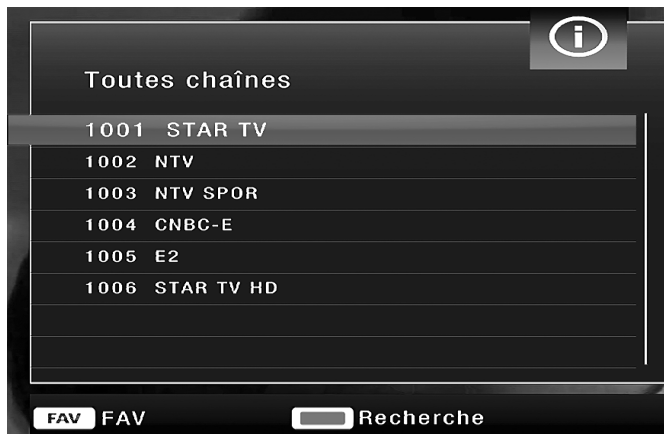 Toutes chaînes
1001 STAR TV
1002 NTV
1003 NTV SPOR
1004 CNBC-E
1005 E2
1006 STAR TV HD
FAV FAV Recherche